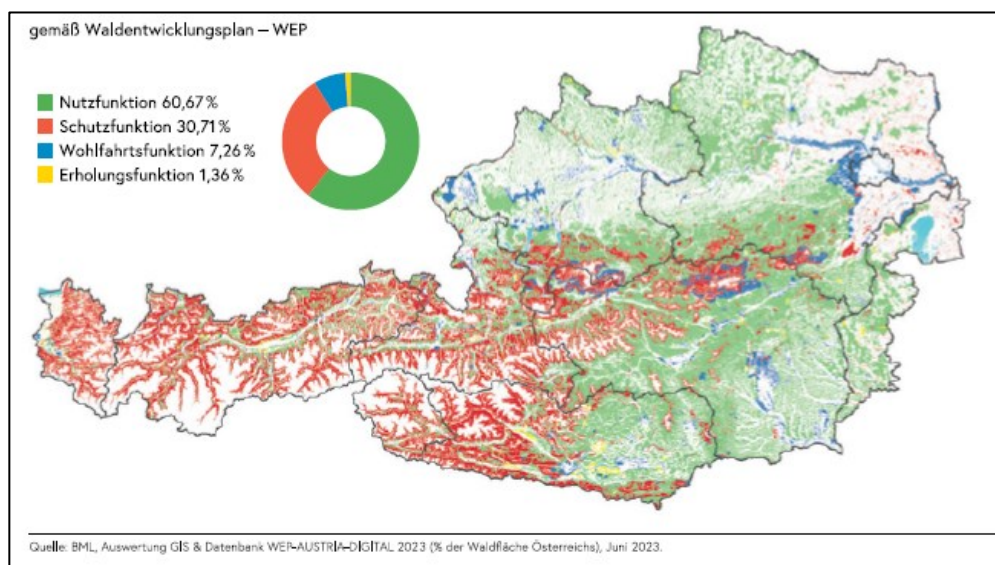 gemäß Waldentwicklungsplan – WEP
Nutzfunktion 60,67 %
Schutzfunktion 30,71 %
Wohlfahrtsfunktion 7,26 %
Erholungsfunktion 1,36 %
Quelle: BML, Auswertung GIS & Datenbank WEP-AUSTRIA-DIGITAL 2023 (% der Waldfläche Österreichs), Juni 2023.